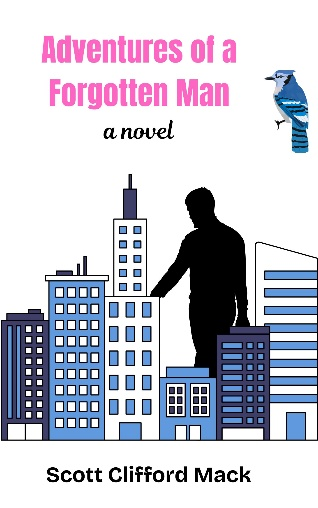 Adventures of a
Forgotten Man
a novel
Scott Clifford Mack